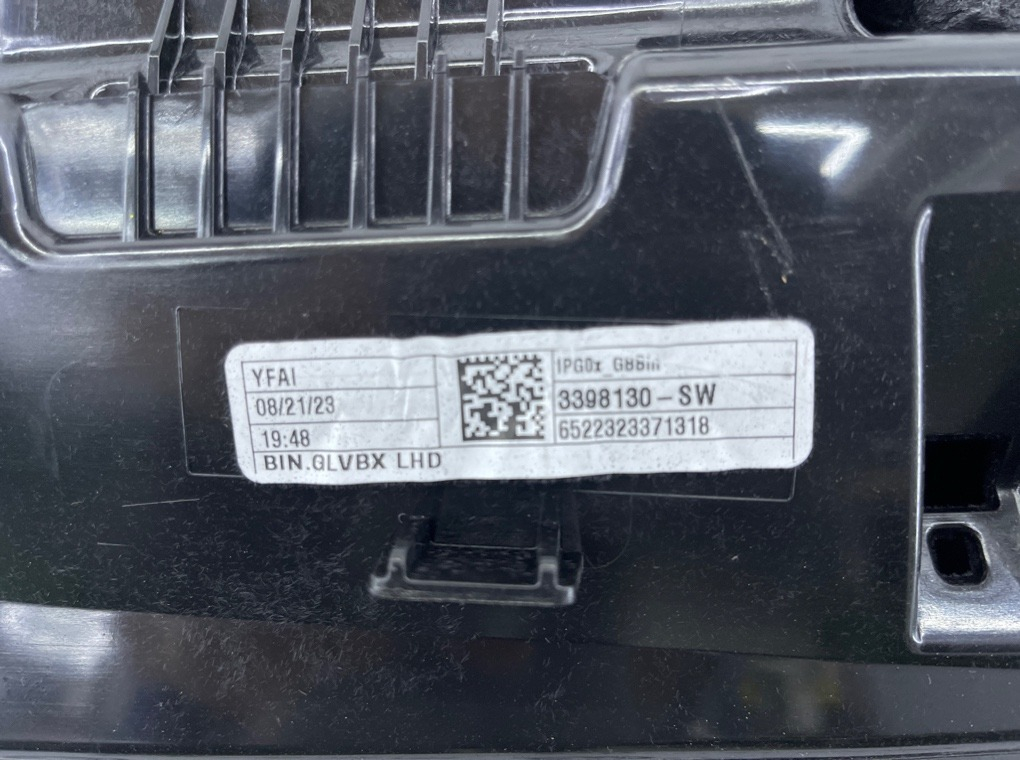 YFAI
08/21/23
19:48
BIN.GLVBX LHD
3398130-SW
6522323371318